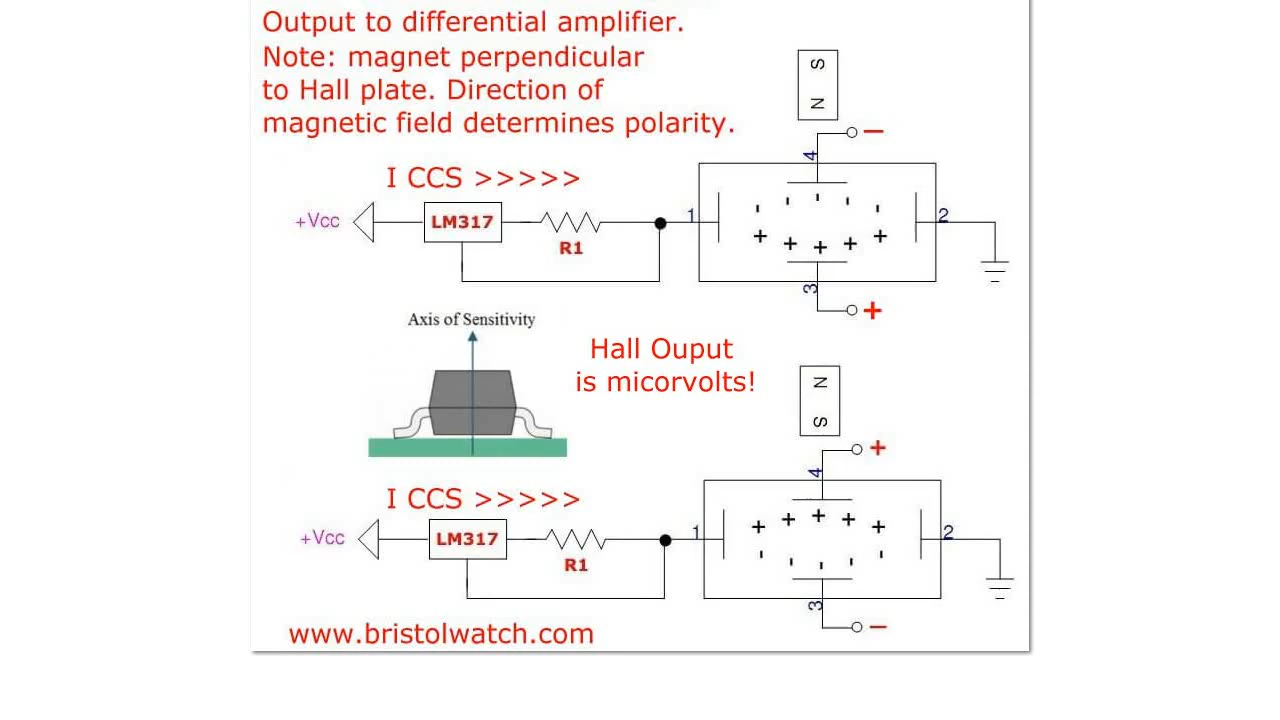 Output to differential amplifier.
Note: magnet perpendicular
to Hall plate. Direction of
magnetic field determines polarity.
S
N
−
4
I CCS >>>>>
+Vcc
LM317
R1
1
- - - - -
+ + + + +
2
3
+
Axis of Sensitivity
Hall Ouput
is micorvolts!
N
S
+
4
I CCS >>>>>
+Vcc
LM317
R1
1
+ + + + +
- - - - -
2
3
−
www.bristolwatch.com